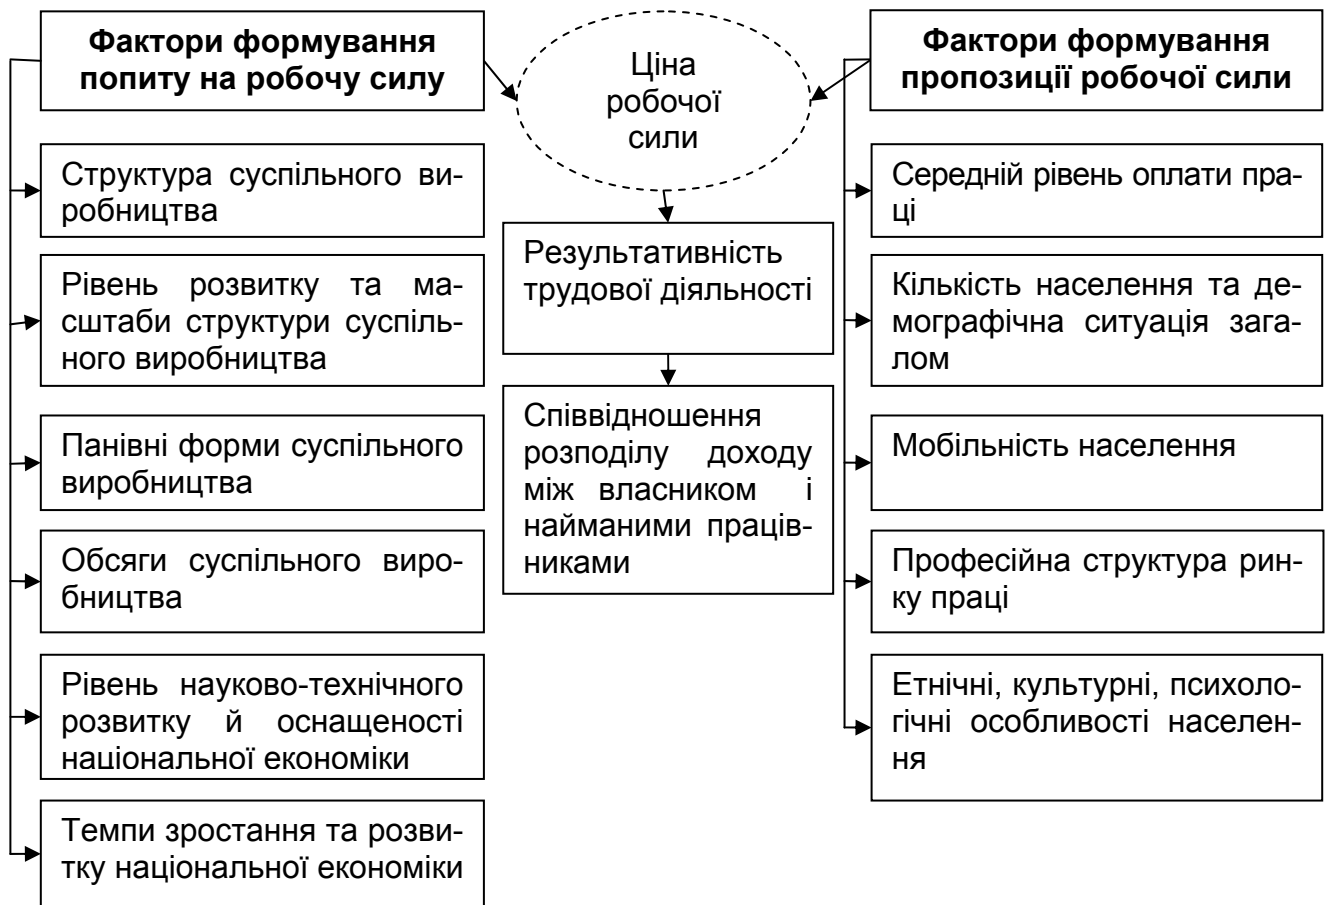 Фактори формування
попиту на робочу силу
Структура суспільного ви-
робництва
Рівень розвитку та ма-
сштаби структури суспіль-
ного виробництва
Панівні форми суспільного
виробництва
Обсяги суспільного виро-
бництва
Рівень науково-технічного
розвитку й оснащеності
національної економіки
Темпи зростання та розви-
тку національної економіки
Ціна
робочої
сили
Результативність
трудової діяльності
Співвідношення
розподілу доходу
між власником і
найманими праців-
никами
Фактори формування
пропозиції робочої сили
Середній рівень оплати пра-
ці
Кількість населення та де-
мографічна ситуація зага-
лом
Мобільність населення
Професійна структура рин-
ку праці
Етнічні, культурні, психоло-
гічні особливості населен-
ня